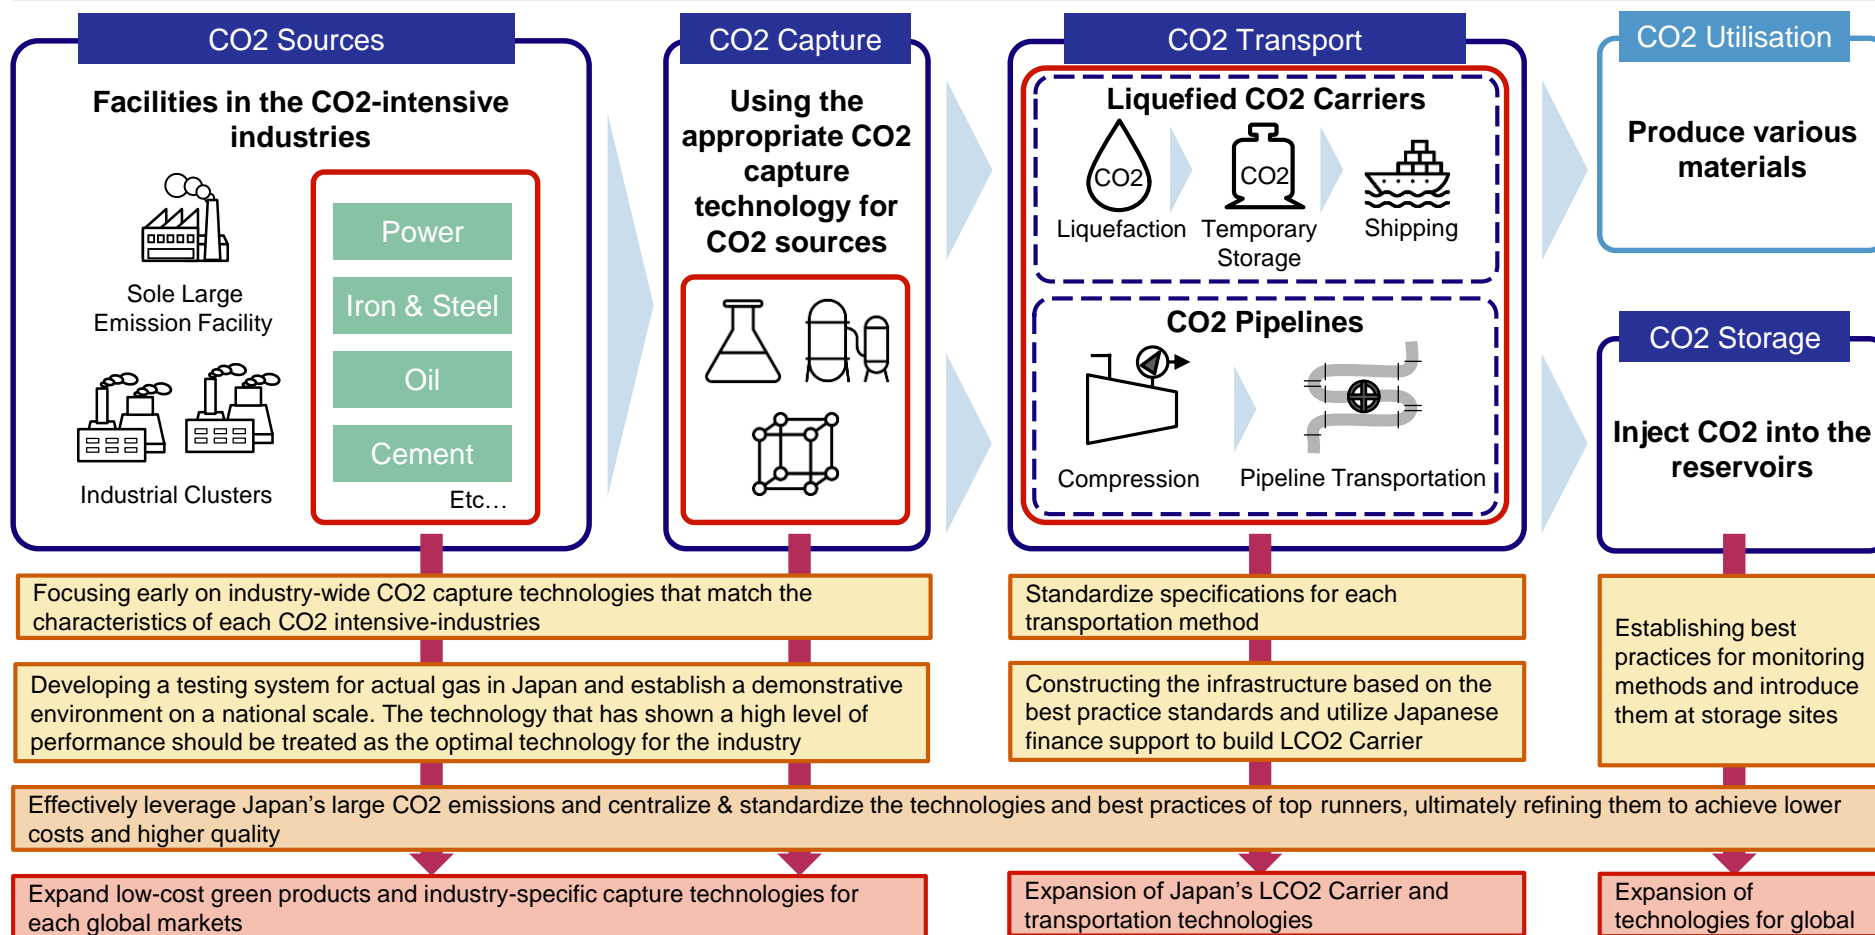 CO2 Sources
Facilities in the CO2-intensive
industries
Sole Large
Emission Facility
Industrial Clusters
Power
Iron & Steel
Oil
Cement
Etc…
CO2 Capture
Using the
appropriate CO2
capture
technology for
CO2 sources
CO2 Transport
Liquefied CO2 Carriers
CO2
CO2
Liquefaction
Temporary
Storage
Shipping
CO2 Pipelines
Compression
Pipeline Transportation
CO2 Utilisation
Produce various
materials
CO2 Storage
Inject CO2 into the
reservoirs
Focusing early on industry-wide CO2 capture technologies that match the
characteristics of each CO2 intensive-industries
Developing a testing system for actual gas in Japan and establish a demonstrative
environment on a national scale. The technology that has shown a high level of
performance should be treated as the optimal technology for the industry
Standardize specifications for each
transportation method
Constructing the infrastructure based on the
best practice standards and utilize Japanese
finance support to build LCO2 Carrier
Establishing best
practices for monitoring
methods and introduce
them at storage sites
Effectively leverage Japan’s large CO2 emissions and centralize & standardize the technologies and best practices of top runners, ultimately refining them to achieve lower
costs and higher quality
Expand low-cost green products and industry-specific capture technologies for
each global markets
Expansion of Japan’s LCO2 Carrier and
transportation technologies
Expansion of
technologies for global